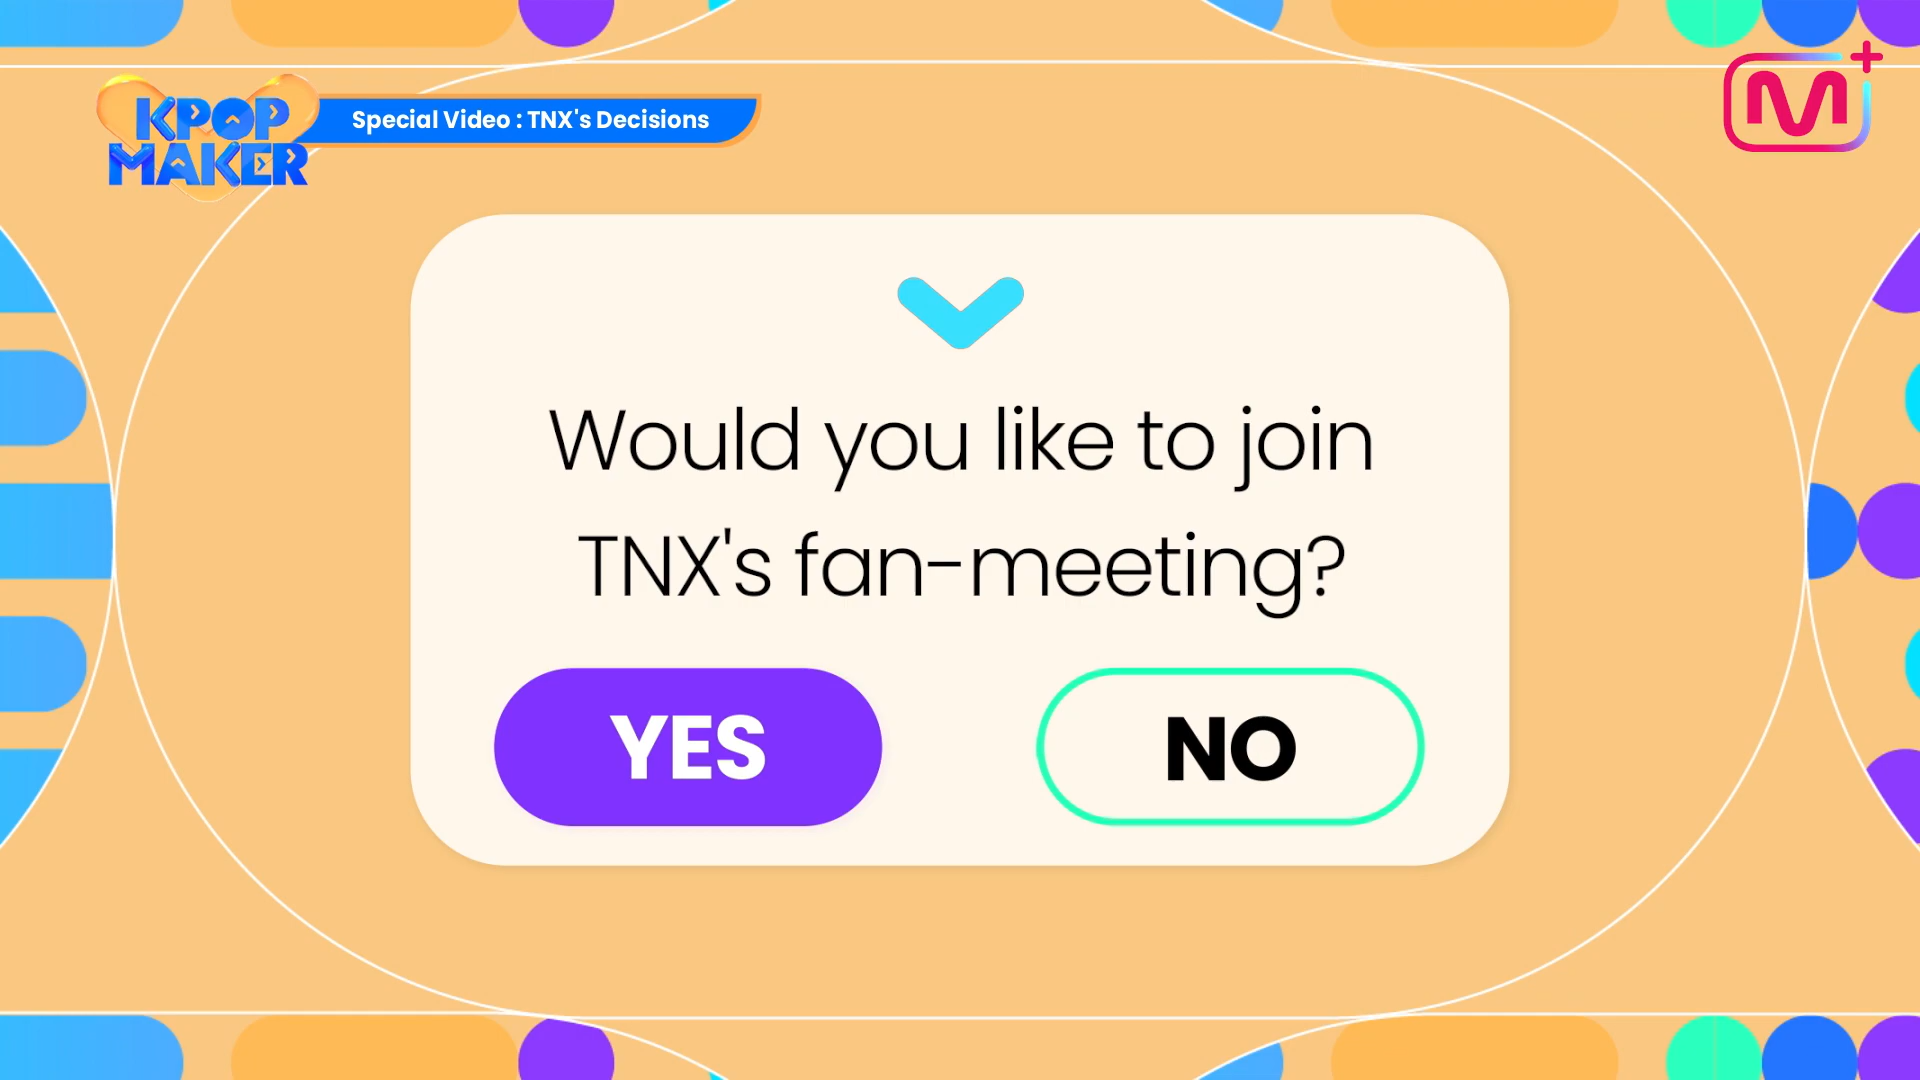 KPOP
MAKER
Special Video : TNX's Decisions
M+
Would you like to join
TNX's fan-meeting?
YES
NO